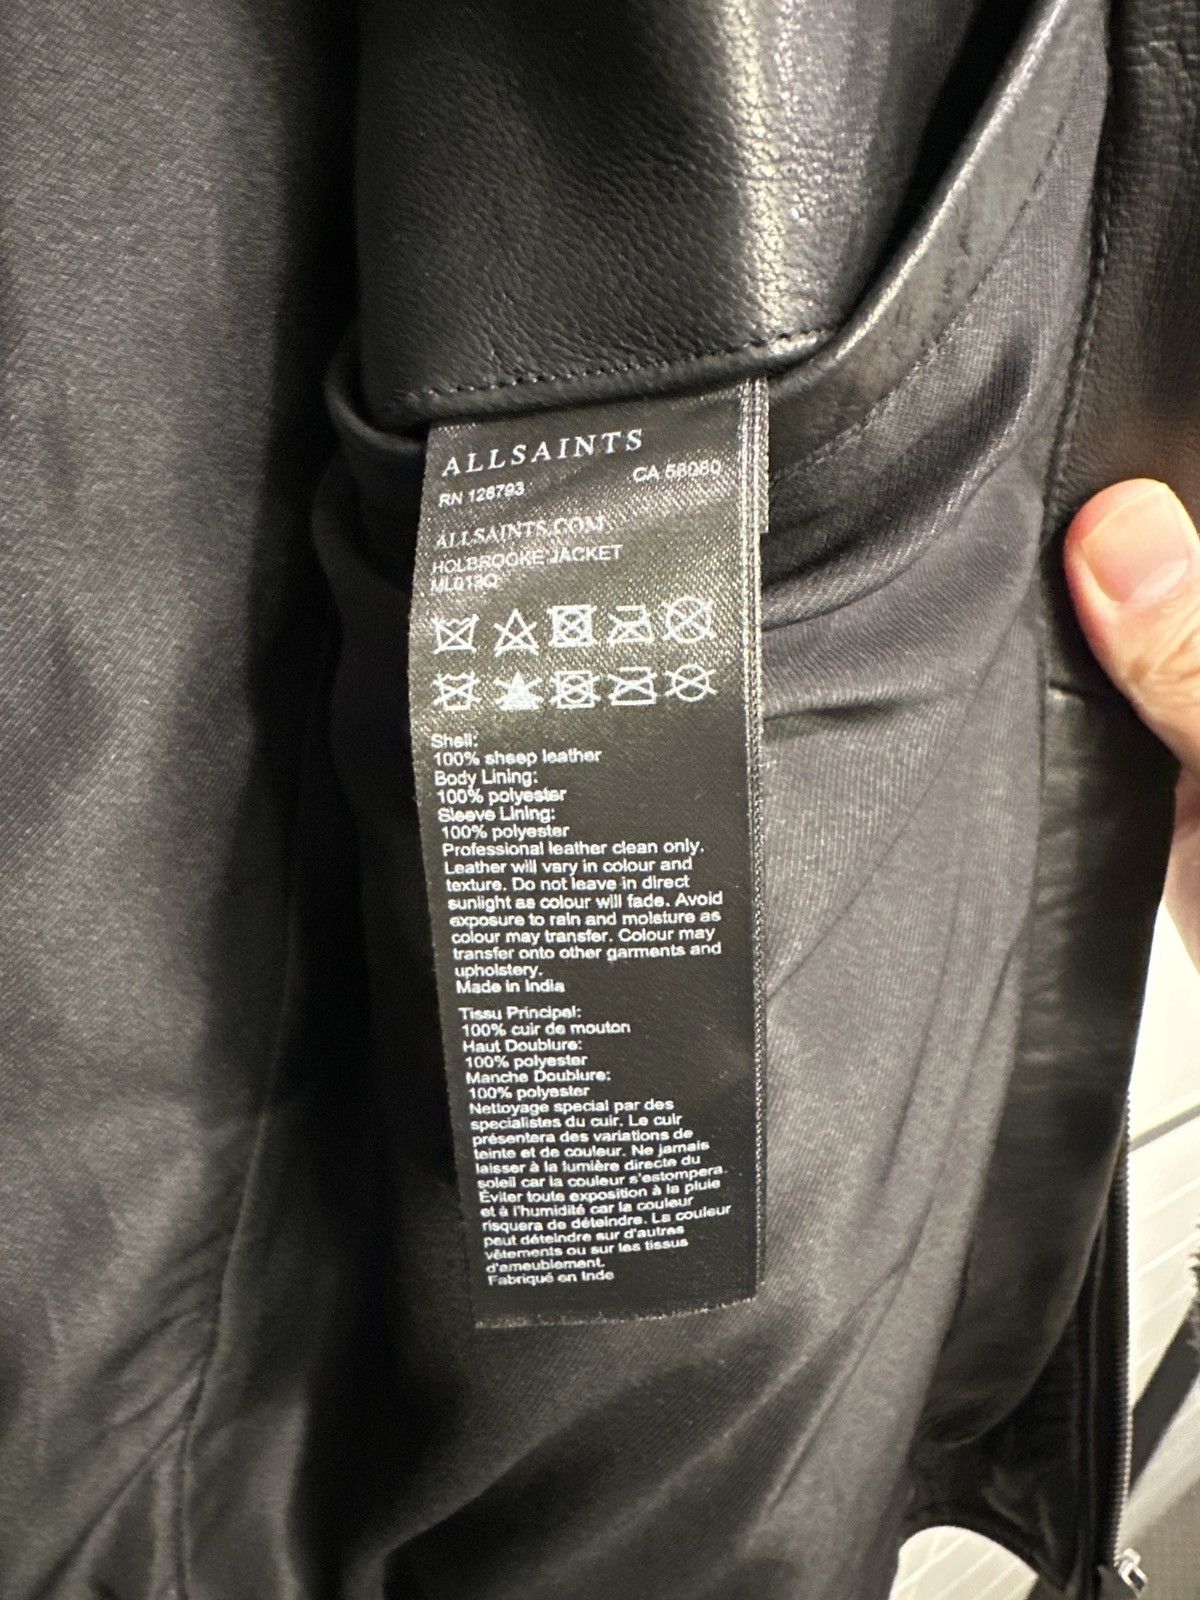 ALLSAINTS
RN 128793 CA 56080
ALLSAINTS.COM
HOLBROOKE JACKET
ML013Q
Shell:
100% sheep leather
Body Lining:
100% polyester
Sleeve Lining:
100% polyester
Professional leather clean only.
Leather will vary in colour and
texture. Do not leave in direct
sunlight as colour will fade. Avoid
exposure to rain and moisture as
colour may transfer. Colour may
transfer onto other garments and
upholstery.
Made in India
Tissu Principal:
100% cuir de mouton
Haut Doublure:
100% polyester
Manche Doublure:
100% polyester
Nettoyage special par des
specialistes du cuir. Le cuir
présentera des variations de
teinte et de couleur. Ne jamais
laisser à la lumière directe du
soleil car la couleur s'estompera.
Éviter toute exposition à la pluie
et à l'humidité car la couleur
risquera de déteindre. La couleur
peut déteindre sur d'autres
vêtements ou sur les tissus
d'ameublement.
Fabriqué en Inde